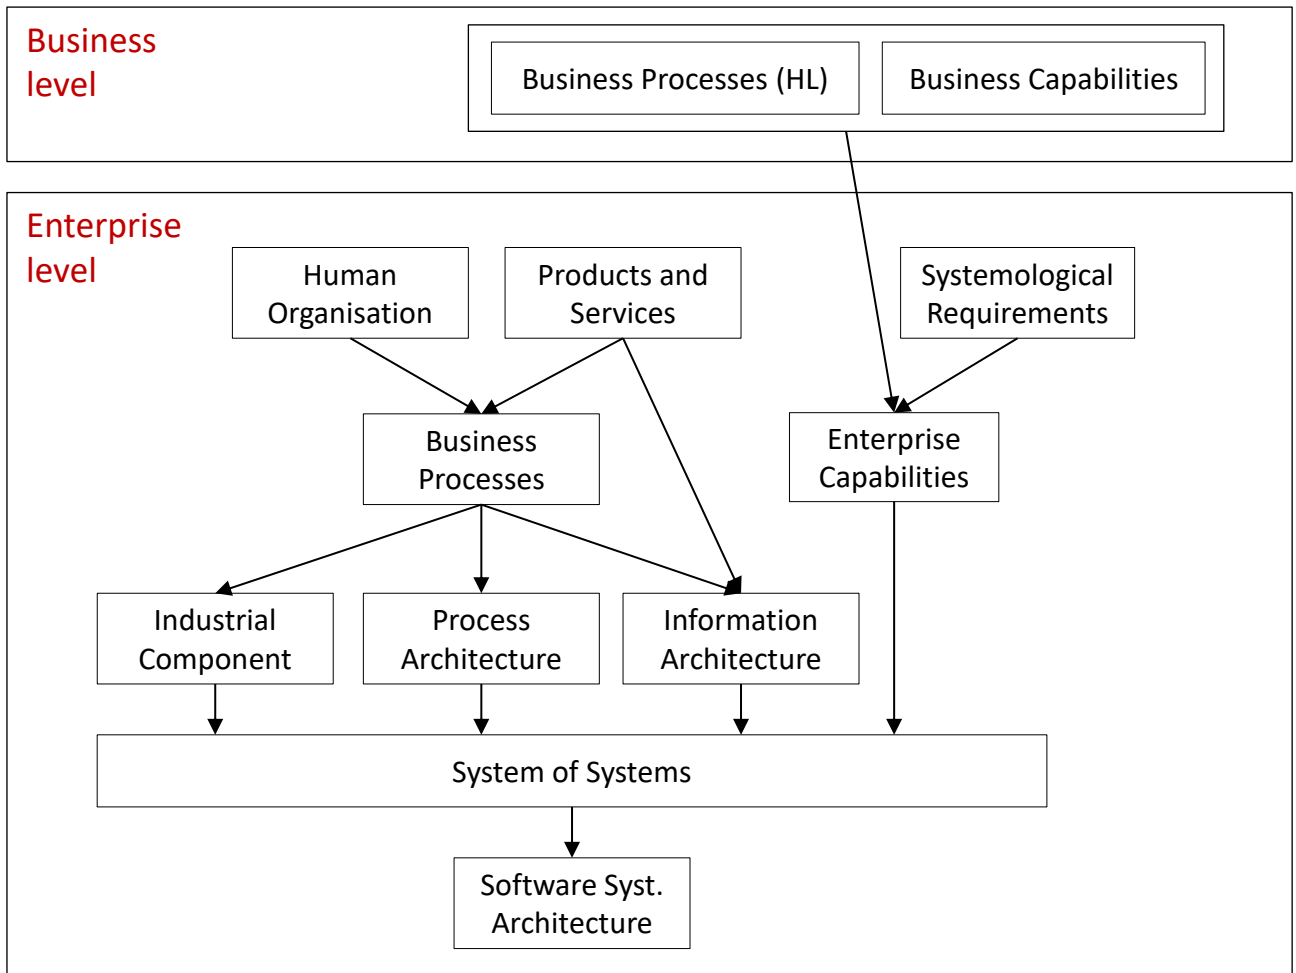 Business
level
Business Processes (HL)
Business Capabilities
Enterprise
level
Human
Organisation
Products and
Services
Systemological
Requirements
Business
Processes
Enterprise
Capabilities
Industrial
Component
Process
Architecture
Information
Architecture
System of Systems
Software Syst.
Architecture